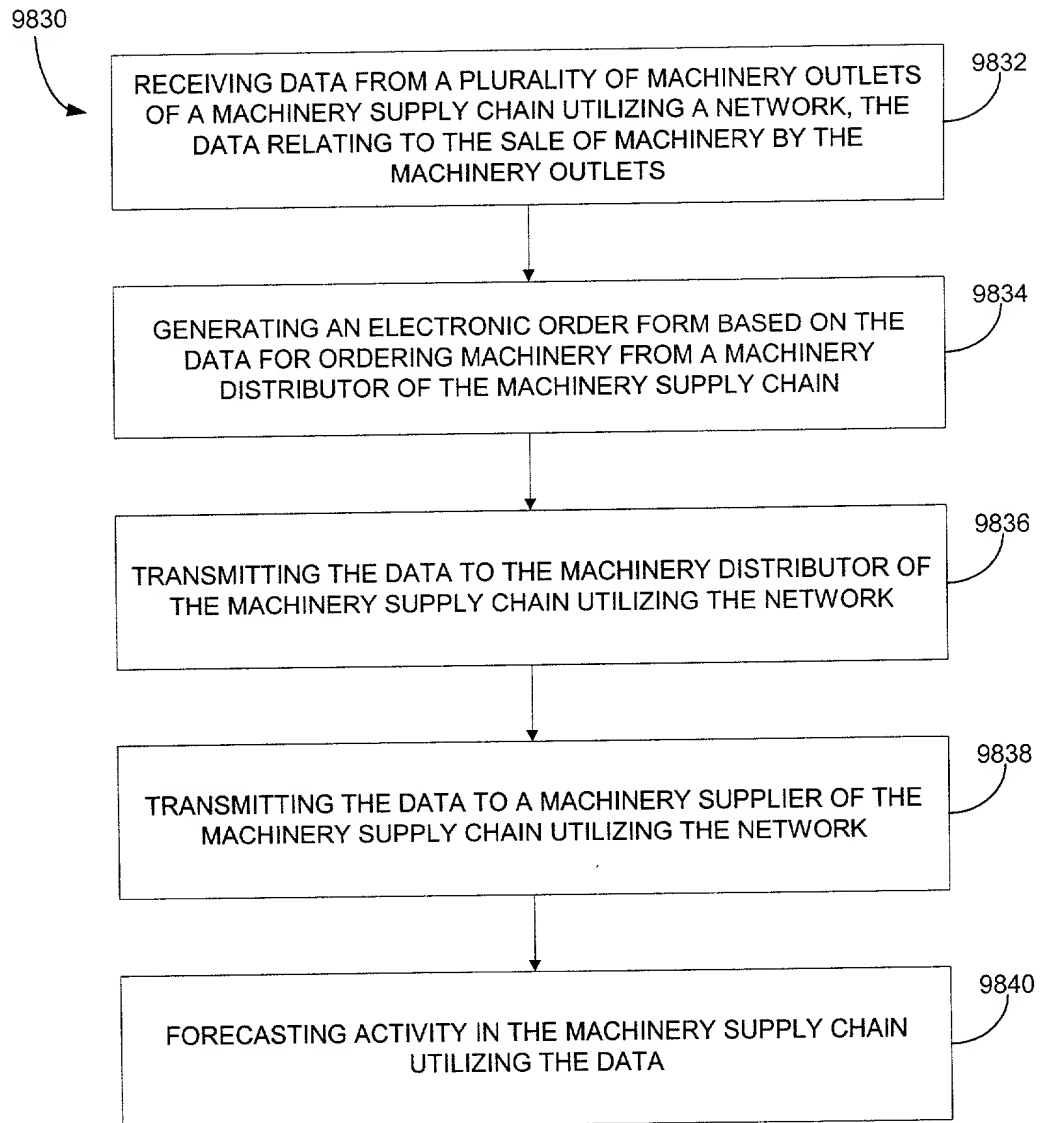 9830
9832
RECEIVING DATA FROM A PLURALITY OF MACHINERY OUTLETS
OF A MACHINERY SUPPLY CHAIN UTILIZING A NETWORK, THE
DATA RELATING TO THE SALE OF MACHINERY BY THE
MACHINERY OUTLETS
9834
GENERATING AN ELECTRONIC ORDER FORM BASED ON THE
DATA FOR ORDERING MACHINERY FROM A MACHINERY
DISTRIBUTOR OF THE MACHINERY SUPPLY CHAIN
9836
TRANSMITTING THE DATA TO THE MACHINERY DISTRIBUTOR OF
THE MACHINERY SUPPLY CHAIN UTILIZING THE NETWORK
9838
TRANSMITTING THE DATA TO A MACHINERY SUPPLIER OF THE
MACHINERY SUPPLY CHAIN UTILIZING THE NETWORK
9840
FORECASTING ACTIVITY IN THE MACHINERY SUPPLY CHAIN
UTILIZING THE DATA